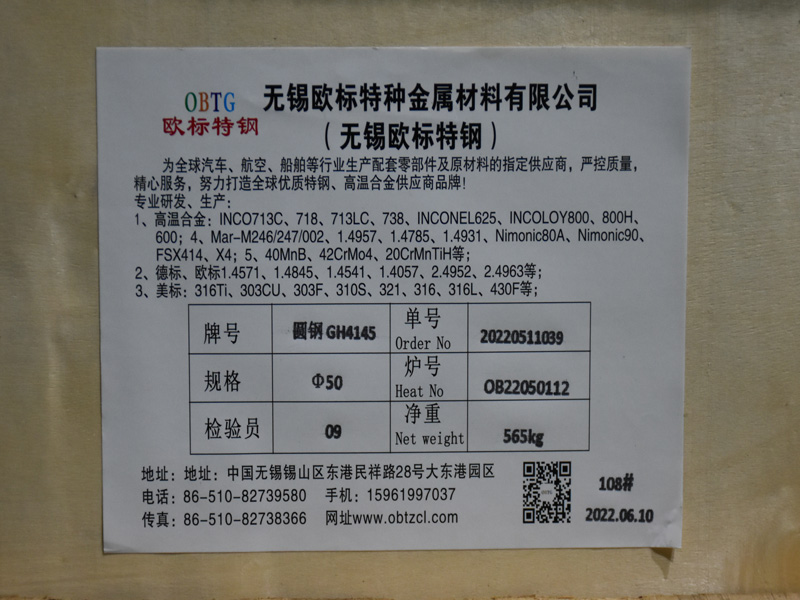 OBTG
欧标特钢
无锡欧标特种金属材料有限公司
（无锡欧标特钢）
为全球汽车、航空、船舶等行业生产配套零部件及原材料的指定供应商，严控质量，
精心服务，努力打造全球优质特钢、高温合金供应商品牌!
专业研发、生产：
1、高温合金：INCO713C、718、713LC、738、INCONEL625、INCOLOY800、800H、
600；4、Mar-M246/247/002、1.4957、1.4785、1.4931、Nimonic80A、Nimonic90、
FSX414、X4；5、40MnB、42CrMo4、20CrMnTiH等；
2、德标、欧标1.4571、1.4845、1.4541、1.4057、2.4952、2.4963等；
3、美标：316Ti、303CU、303F、310S、321、316、316L、430F等；
牌号 圆钢 GH4145 单号 Order No 20220511039
规格 Φ50 炉号 Heat No OB22050112
检验员 09 净重 Net weight 565kg
地址：地址：中国无锡锡山区东港民祥路28号大东港园区
电话：86-510-82739580 手机：15961997037
传真：86-510-82738366 网址www.obtzcl.com
108#
2022.06.10